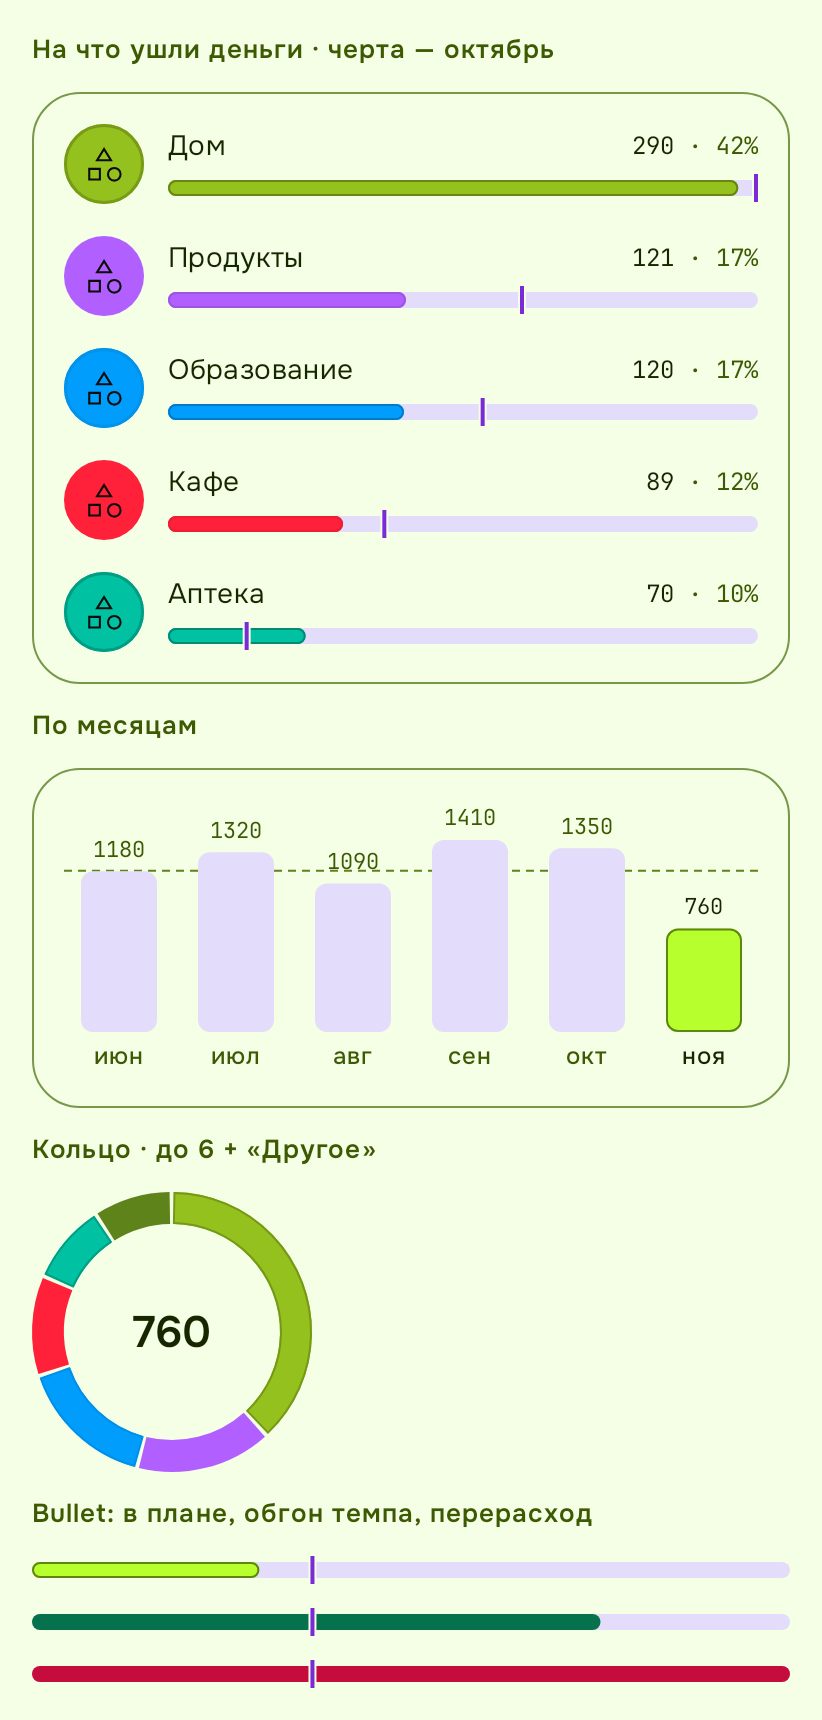 На что ушли деньги · черта — октябрь
Дом 290 · 42%
Продукты 121 · 17%
Образование 120 · 17%
Кафе 89 · 12%
Аптека 70 · 10%
По месяцам
1180 1320 1090 1410 1350 760
июн июл авг сен окт ноя
Кольцо · до 6 + «Другое»
760
Bullet: в плане, обгон темпа, перерасход